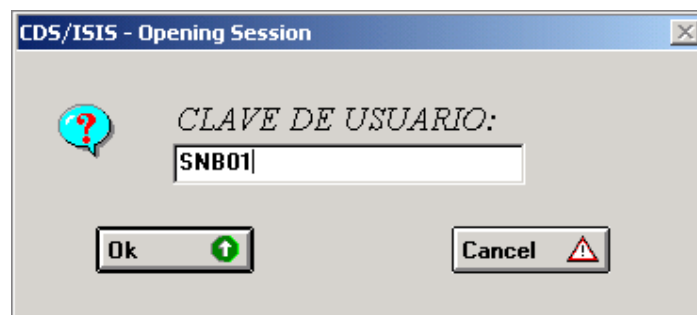 CDS/ISIS - Opening Session
?
CLAVE DE USUARIO:
SNB01
Ok
Cancel